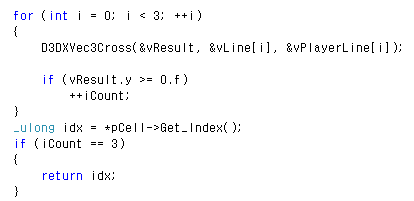 for (int i = 0; i < 3; ++i)
{
    D3DXVec3Cross(&vResult, &vLine[i], &vPlayerLine[i]);
    if (vResult.y >= 0.f)
        ++iCount;
}
_ulong idx = *pCell->Get_Index();
if (iCount == 3)
{
    return idx;
}